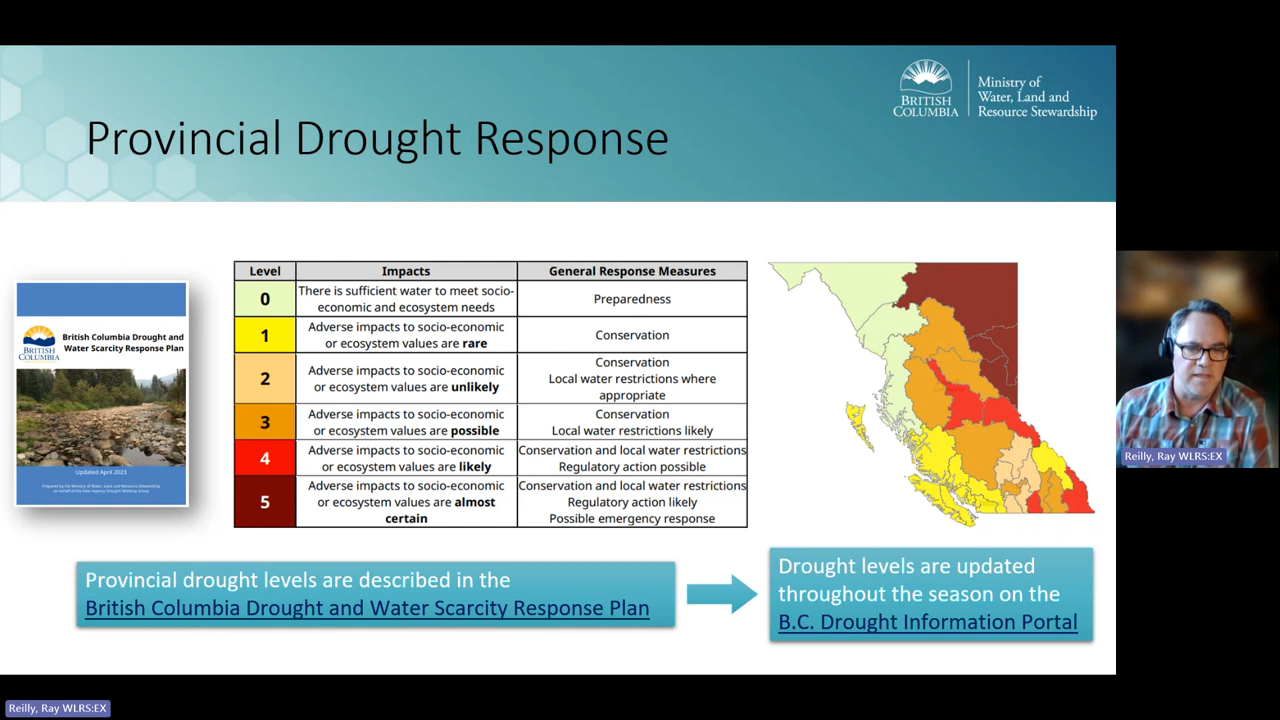 BRITISH
COLUMBIA
Ministry of
Water, Land and
Resource Stewardship
Provincial Drought Response
BRITISH
COLUMBIA
British Columbia Drought and
Water Scarcity Response Plan
Updated April 2023
Prepared by the Ministry of Water, Land and Resource Stewardship
on behalf of the Inter-Agency Drought Working Group
Level Impacts General Response Measures
0
There is sufficient water to meet socio-
economic and ecosystem needs
Preparedness
1
Adverse impacts to socio-economic
or ecosystem values are rare
Conservation
2
Adverse impacts to socio-economic
or ecosystem values are unlikely
Conservation
Local water restrictions where
appropriate
3
Adverse impacts to socio-economic
or ecosystem values are possible
Conservation
Local water restrictions likely
4
Adverse impacts to socio-economic
or ecosystem values are likely
Conservation and local water restrictions
Regulatory action possible
5
Adverse impacts to socio-economic
or ecosystem values are almost
certain
Conservation and local water restrictions
Regulatory action likely
Possible emergency response
Provincial drought levels are described in the
British Columbia Drought and Water Scarcity Response Plan
Drought levels are updated
throughout the season on the
B.C. Drought Information Portal
Reilly, Ray WLRS:EX
Reilly, Ray WLRS:EX